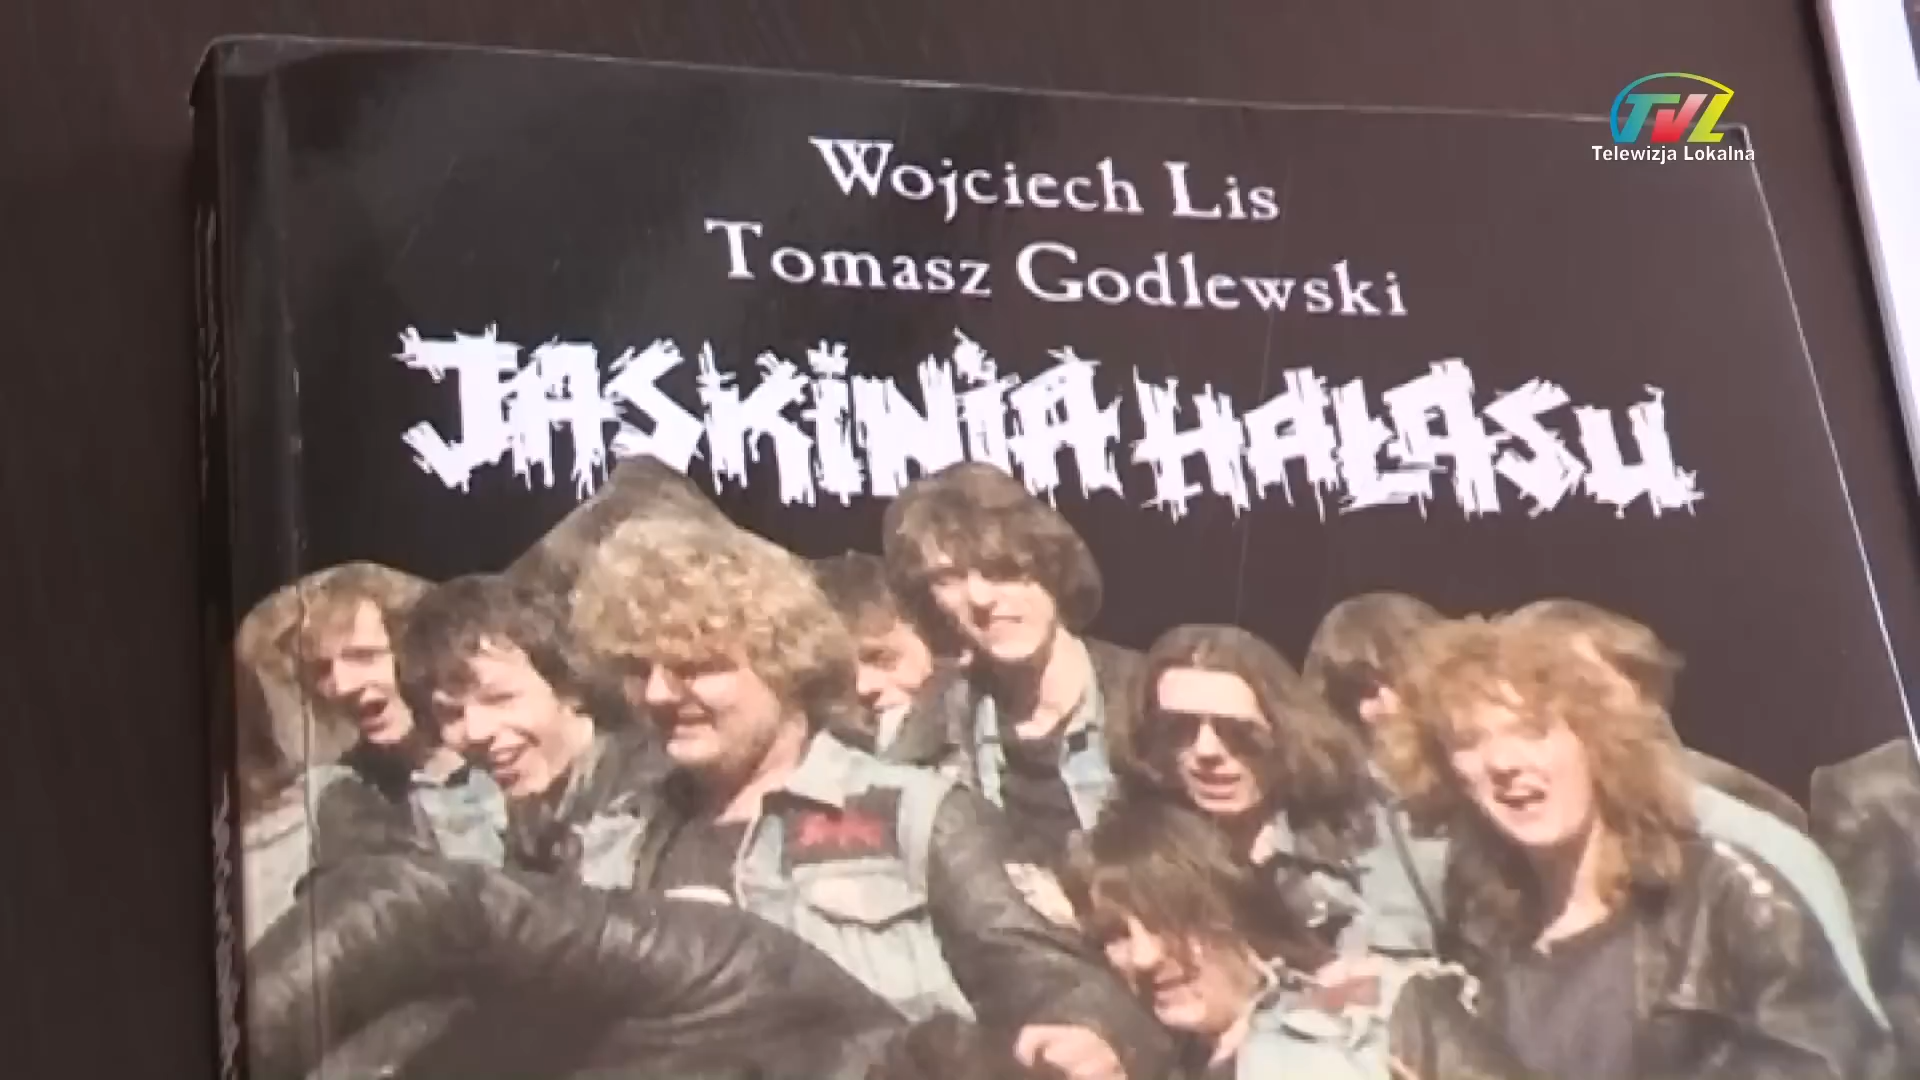 TVL
Telewizja Lokalna
Wojciech Lis
Tomasz Godlewski
JASKINIA HAŁASU